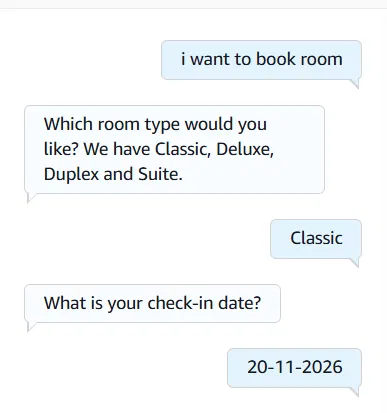 i want to book room
Which room type would you
like? We have Classic, Deluxe,
Duplex and Suite.
Classic
What is your check-in date?
20-11-2026